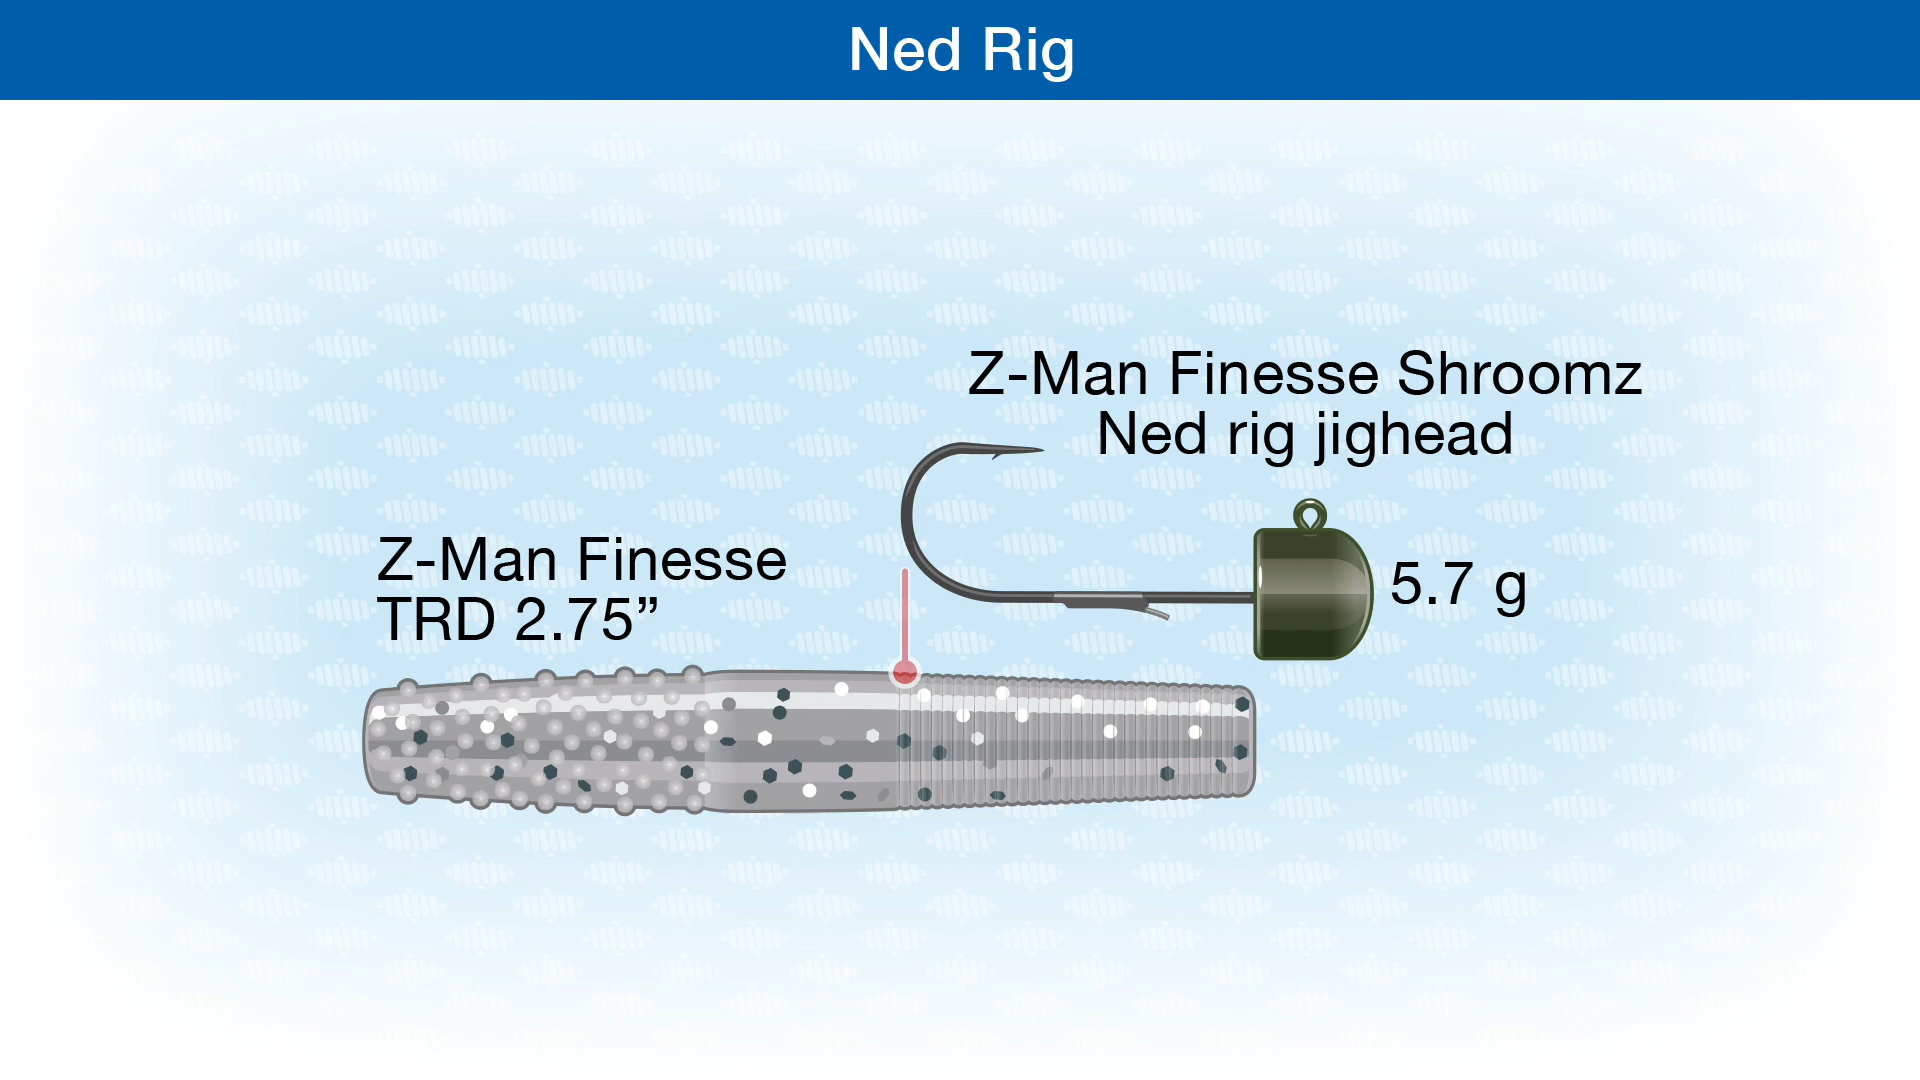 Ned Rig
Z-Man Finesse Shroomz
Ned rig jighead
Z-Man Finesse
TRD 2.75”
5.7 g